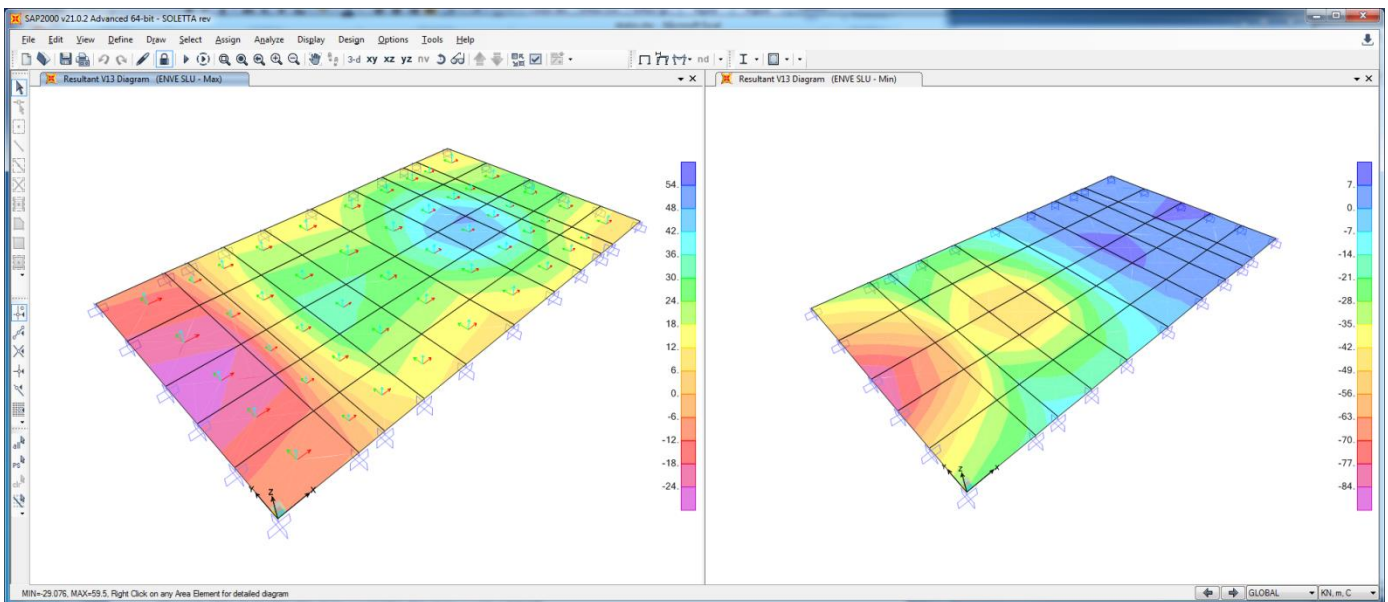 SAP2000 v21.0.2 Advanced 64-bit - SOLETTA rev
File Edit View Define Draw Select Assign Analyze Display Design Options Tools Help
3-d xy xz yz nv
nd
Resultant V13 Diagram (ENVE SLU - Max)
Resultant V13 Diagram (ENVE SLU - Min)
54.
48.
42.
36.
30.
24.
18.
12.
6.
0.
-6.
-12.
-18.
-24.
7.
0.
-7.
-14.
-21.
-28.
-35.
-42.
-49.
-56.
-63.
-70.
-77.
-84.
Y Z X
Y Z X
all
PS
clr
MIN=-29.076, MAX=59.5, Right Click on any Area Element for detailed diagram
GLOBAL
KN, m, C